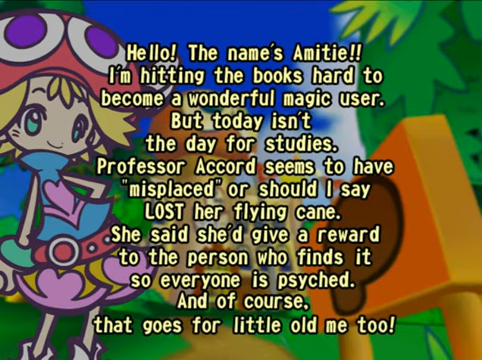 Hello! The name's Amitie!!
I'm hitting the books hard to
become a wonderful magic user.
But today isn't
the day for studies.
Professor Accord seems to have
"misplaced" or should I say
LOST her flying cane.
She said she'd give a reward
to the person who finds it
so everyone is psyched.
And of course,
that goes for little old me too!